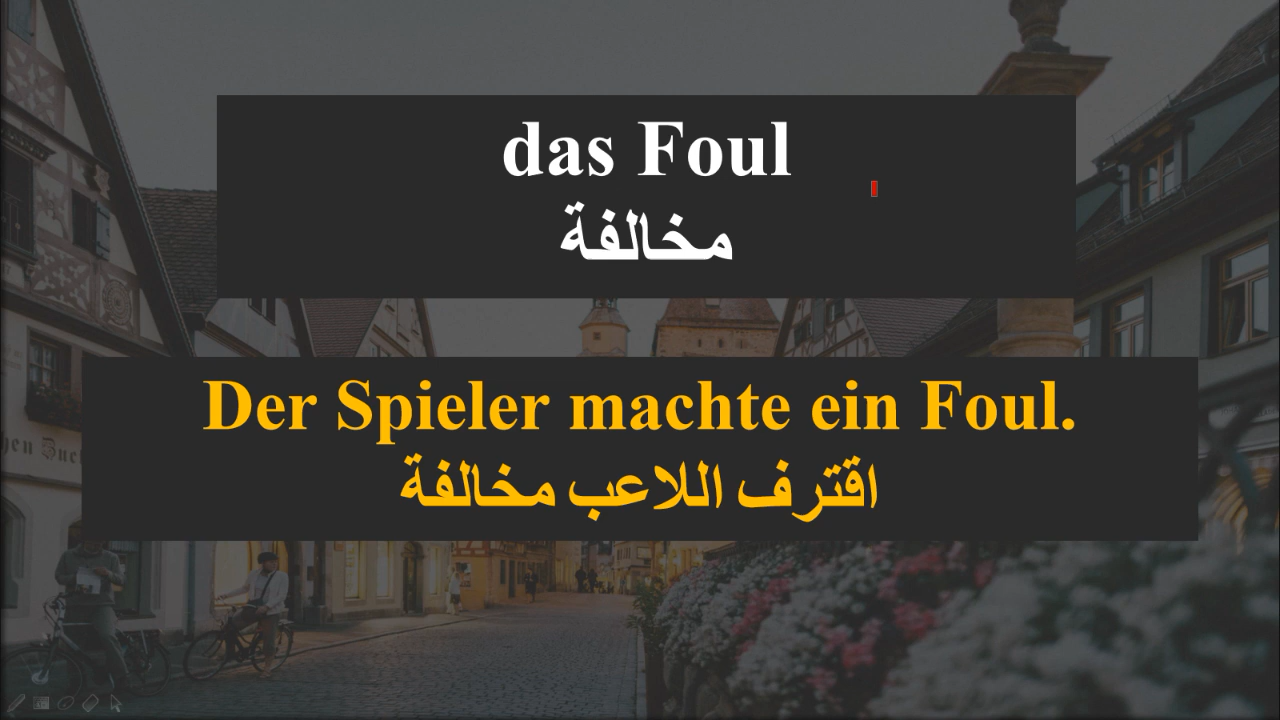 das Foul
مخالفة
Der Spieler machte ein Foul.
اقترف اللاعب مخالفة